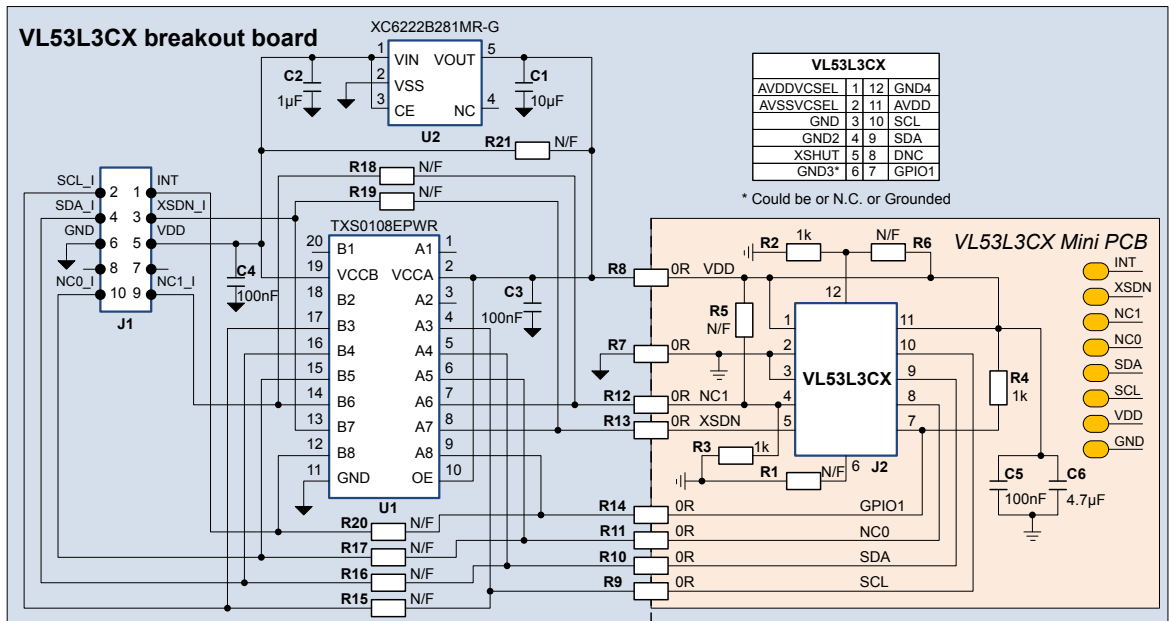 VL53L3CX breakout board
XC6222B281MR-G
1 VIN VOUT 5
2 VSS
3 CE NC 4
U2
C2
1µF
C1
10µF
R21 N/F
R18 N/F
R19 N/F
VL53L3CX
AVDDVCSEL 1 12 GND4
AVSSVCSEL 2 11 AVDD
GND 3 10 SCL
GND2 4 9 SDA
XSHUT 5 8 DNC
GND3* 6 7 GPIO1
* Could be or N.C. or Grounded
SCL_I 2 1 INT
SDA_I 4 3 XSDN_I
GND 6 5 VDD
8 7
NC0_I 10 9 NC1_I
J1
C4
100nF
TXS0108EPWR
20 B1 A1 1
19 VCCB VCCA 2
18 B2 A2 3
17 B3 A3 4
16 B4 A4 5
15 B5 A5 6
14 B6 A6 7
13 B7 A7 8
12 B8 A8 9
11 GND OE 10
U1
C3
100nF
R20 N/F
R17 N/F
R16 N/F
R15 N/F
VL53L3CX Mini PCB
R2 1k
N/F R6
R8 0R VDD
R5
N/F
R7 0R
R12 0R NC1
R13 0R XSDN
R3 1k
R1 N/F
12
1 11
2 10
3 9
4 8
5 7
6
VL53L3CX
J2
R4
1k
C5
100nF
C6
4.7µF
R14 0R GPIO1
R11 0R NC0
R10 0R SDA
R9 0R SCL
INT
XSDN
NC1
NC0
SDA
SCL
VDD
GND